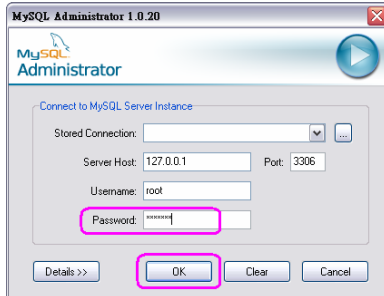 MySQL Administrator 1.0.20
MySQL
Administrator
Connect to MySQL Server Instance
Stored Connection:
...
Server Host: 127.0.0.1 Port: 3306
Username: root
Password: *******
Details >> OK Clear Cancel